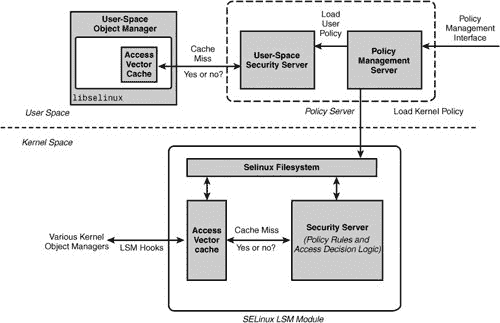 User-Space
Object Manager
Access
Vector
Cache
libselinux
User Space
Cache
Miss
Yes or no?
User-Space
Security Server
Load
User
Policy
Policy
Management
Server
Policy
Management
Interface
Policy Server
Load Kernel Policy
Kernel Space
Selinux Filesystem
Various Kernel
Object Managers
LSM Hooks
Access
Vector
cache
Cache Miss
Yes or no?
Security Server
(Policy Rules and
Access Decision Logic)
SELinux LSM Module